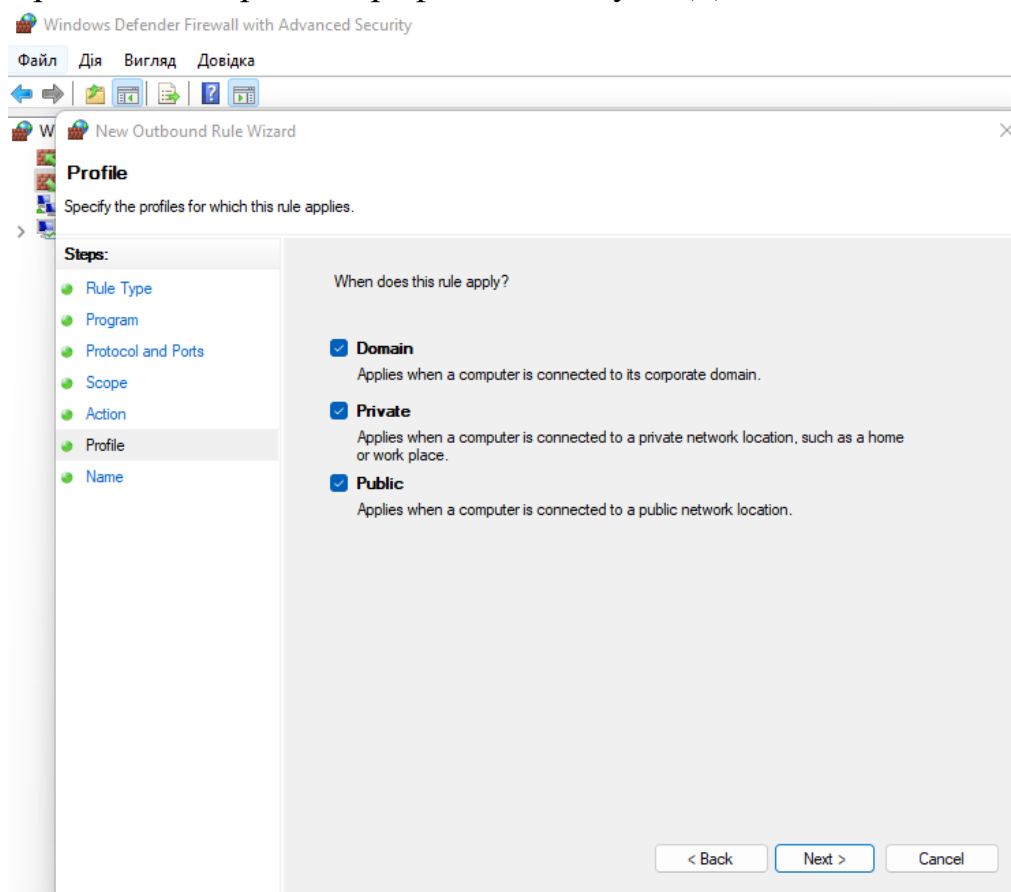 Windows Defender Firewall with Advanced Security
Файл Дія Вигляд Довідка
W
New Outbound Rule Wizard
Profile
Specify the profiles for which this rule applies.
Steps:
Rule Type
Program
Protocol and Ports
Scope
Action
Profile
Name
When does this rule apply?
Domain
Applies when a computer is connected to its corporate domain.
Private
Applies when a computer is connected to a private network location, such as a home
or work place.
Public
Applies when a computer is connected to a public network location.
< Back Next > Cancel